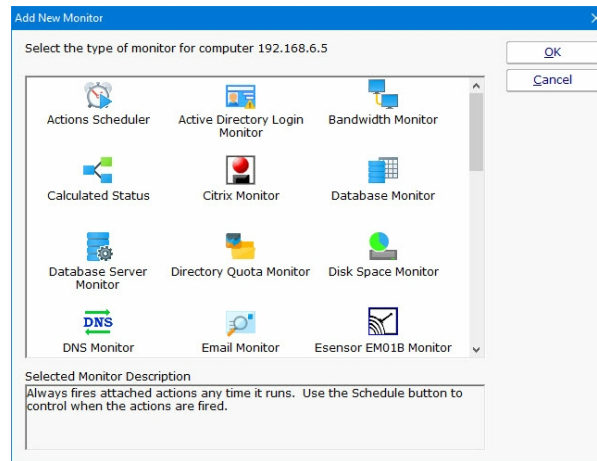 Add New Monitor
Select the type of monitor for computer 192.168.6.5
OK
Cancel
Actions Scheduler
Active Directory Login
Monitor
Bandwidth Monitor
Calculated Status
Citrix Monitor
Database Monitor
Database Server
Monitor
Directory Quota Monitor
Disk Space Monitor
DNS
DNS Monitor
Email Monitor
Esensor EM01B Monitor
Selected Monitor Description
Always fires attached actions any time it runs.  Use the Schedule button to
control when the actions are fired.